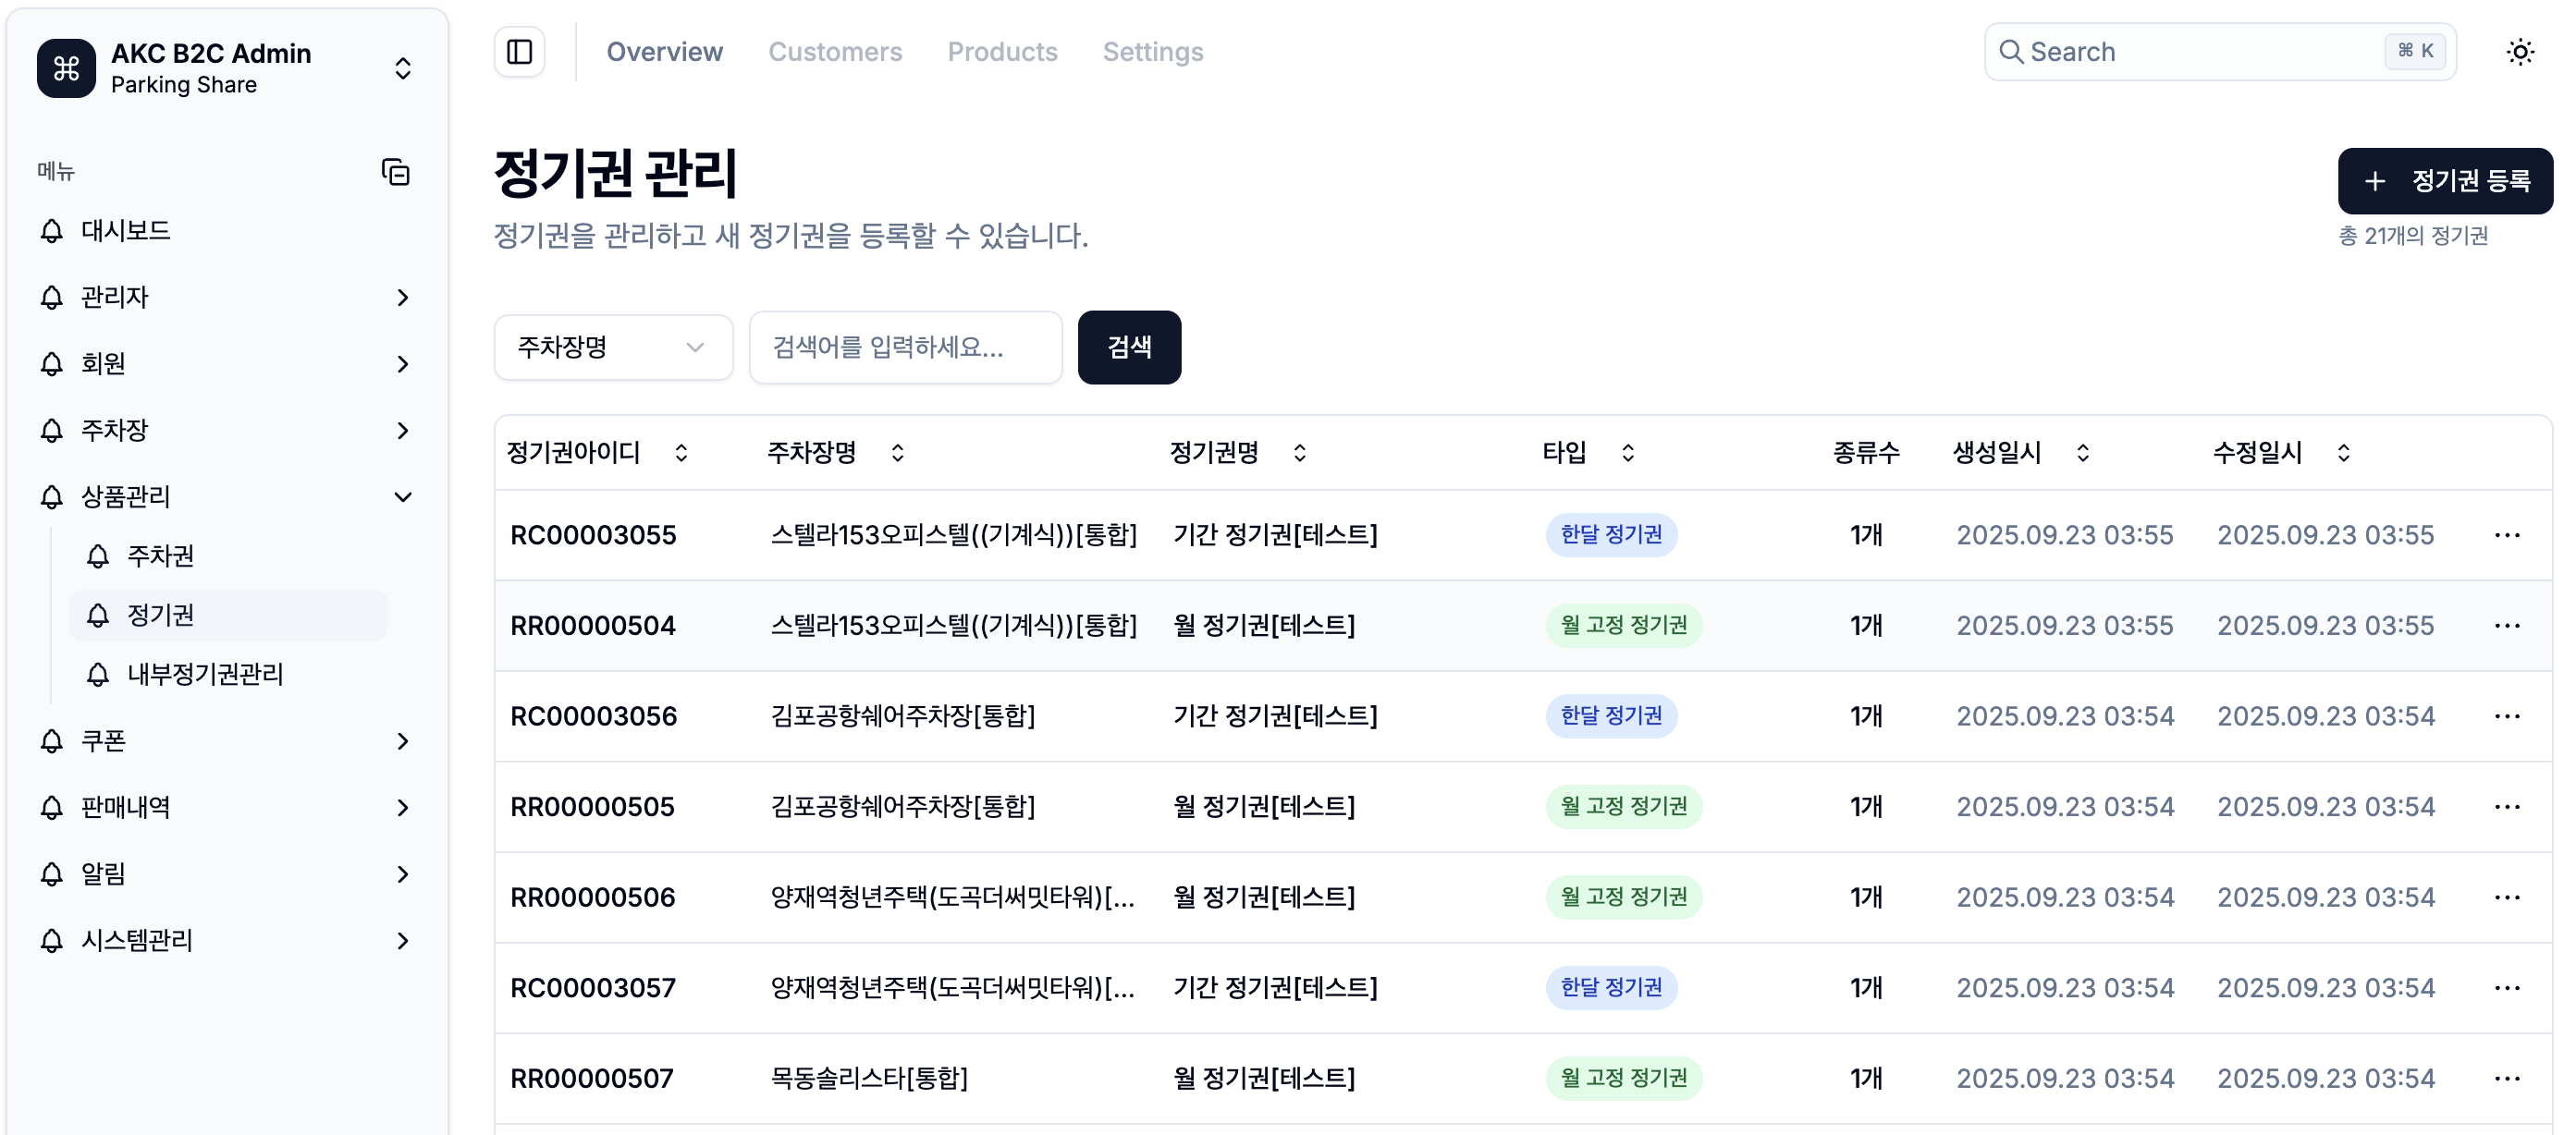 AKC B2C Admin
Parking Share
메뉴
대시보드
관리자
회원
주차장
상품관리
주차권
정기권
내부정기권관리
쿠폰
판매내역
알림
시스템관리
Overview Customers Products Settings
Search ⌘ K
정기권 관리
정기권을 관리하고 새 정기권을 등록할 수 있습니다.
+ 정기권 등록
총 21개의 정기권
주차장명 검색어를 입력하세요... 검색
정기권아이디 주차장명 정기권명 타입 종류수 생성일시 수정일시
RC00003055 스텔라153오피스텔((기계식))[통합] 기간 정기권[테스트] 한달 정기권 1개 2025.09.23 03:55 2025.09.23 03:55 ...
RR00000504 스텔라153오피스텔((기계식))[통합] 월 정기권[테스트] 월 고정 정기권 1개 2025.09.23 03:55 2025.09.23 03:55 ...
RC00003056 김포공항쉐어주차장[통합] 기간 정기권[테스트] 한달 정기권 1개 2025.09.23 03:54 2025.09.23 03:54 ...
RR00000505 김포공항쉐어주차장[통합] 월 정기권[테스트] 월 고정 정기권 1개 2025.09.23 03:54 2025.09.23 03:54 ...
RR00000506 양재역청년주택(도곡더써밋타워)[... 월 정기권[테스트] 월 고정 정기권 1개 2025.09.23 03:54 2025.09.23 03:54 ...
RC00003057 양재역청년주택(도곡더써밋타워)[... 기간 정기권[테스트] 한달 정기권 1개 2025.09.23 03:54 2025.09.23 03:54 ...
RR00000507 목동솔리스타[통합] 월 정기권[테스트] 월 고정 정기권 1개 2025.09.23 03:54 2025.09.23 03:54 ...